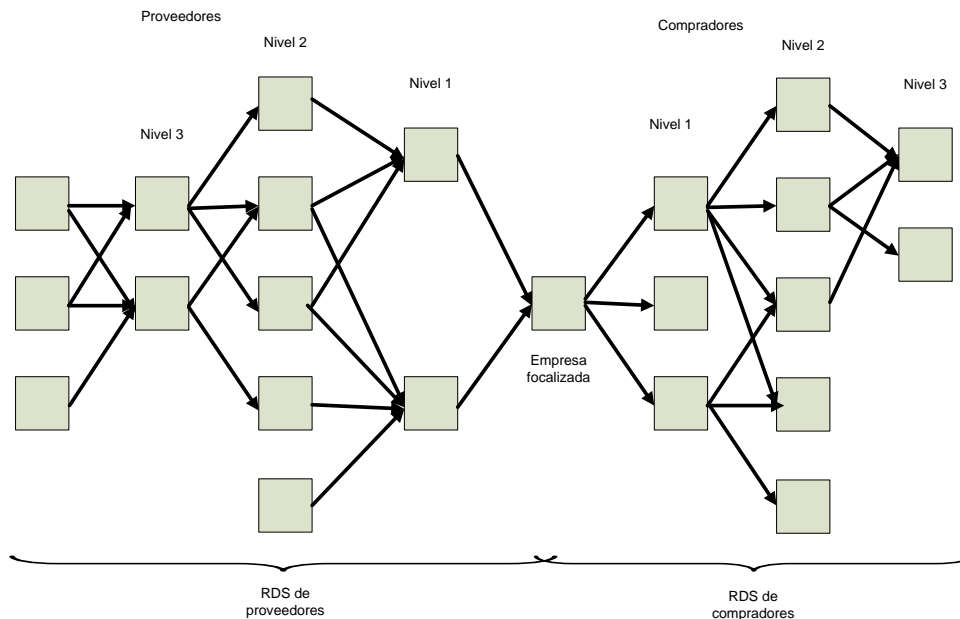 Proveedores
Compradores
Nivel 2
Nivel 2
Nivel 1
Nivel 3
Nivel 3
Nivel 1
Empresa
focalizada
RDS de
proveedores
RDS de
compradores